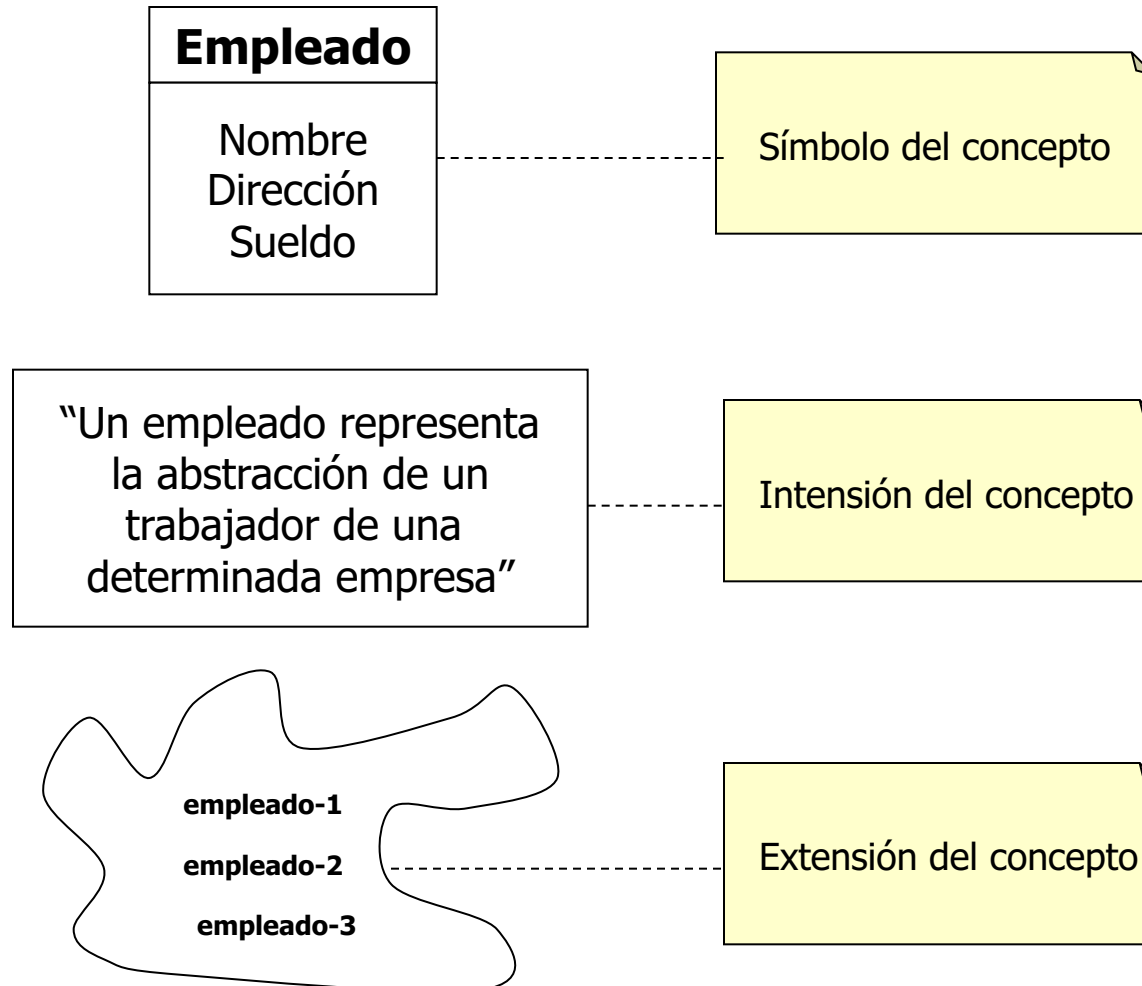 Empleado
Nombre
Dirección
Sueldo
Símbolo del concepto
“Un empleado representa
la abstracción de un
trabajador de una
determinada empresa”
Intensión del concepto
empleado-1
empleado-2
empleado-3
Extensión del concepto